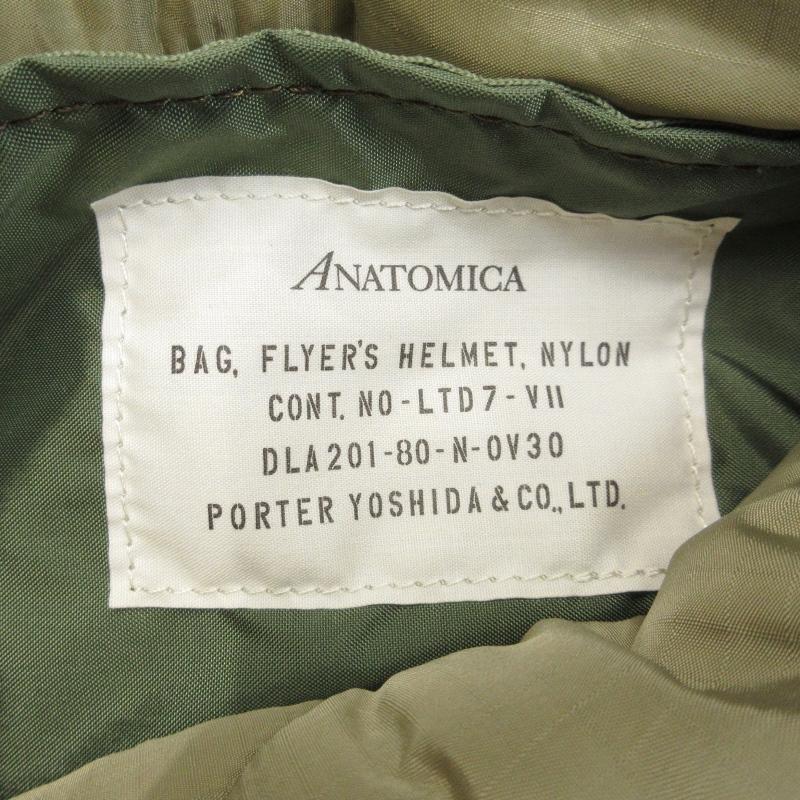 ANATOMICA
BAG, FLYER'S HELMET, NYLON
CONT. NO-LTD7-VII
DLA201-80-N-0V30
PORTER YOSHIDA & CO., LTD.